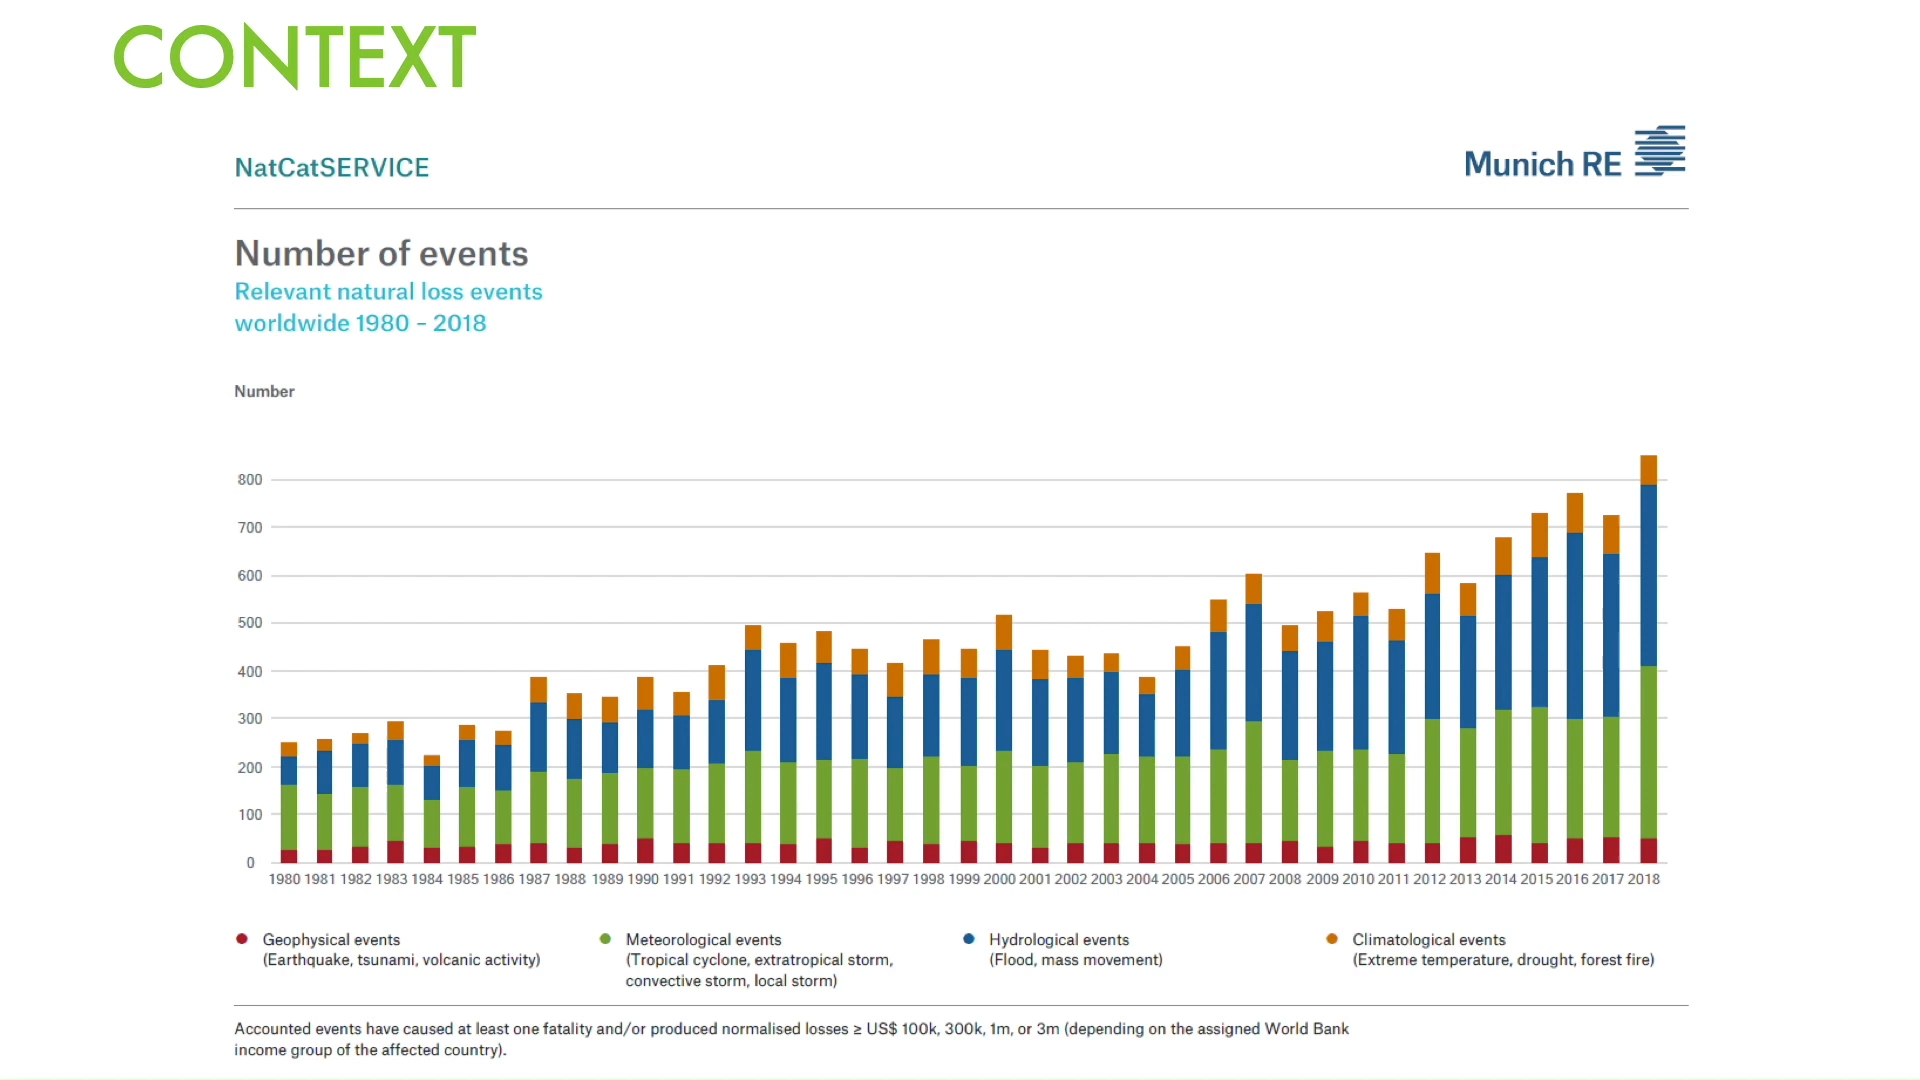 CONTEXT
NatCatSERVICE
Munich RE
Number of events
Relevant natural loss events
worldwide 1980 – 2018
Number
800
700
600
500
400
300
200
100
0
1980 1981 1982 1983 1984 1985 1986 1987 1988 1989 1990 1991 1992 1993 1994 1995 1996 1997 1998 1999 2000 2001 2002 2003 2004 2005 2006 2007 2008 2009 2010 2011 2012 2013 2014 2015 2016 2017 2018
Geophysical events
(Earthquake, tsunami, volcanic activity)
Meteorological events
(Tropical cyclone, extratropical storm,
convective storm, local storm)
Hydrological events
(Flood, mass movement)
Climatological events
(Extreme temperature, drought, forest fire)
Accounted events have caused at least one fatality and/or produced normalised losses ≥ US$ 100k, 300k, 1m, or 3m (depending on the assigned World Bank
income group of the affected country).